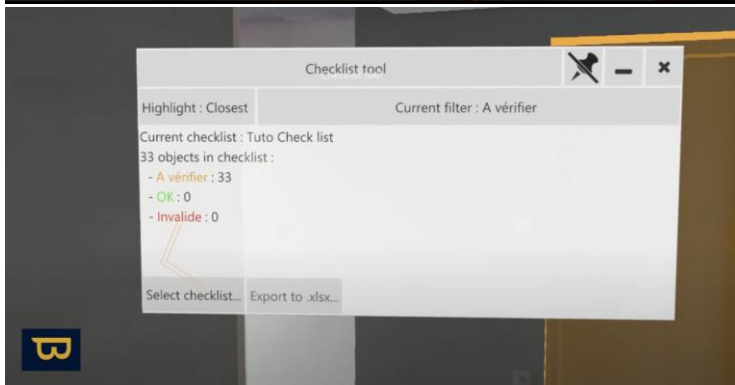 Checklist tool
Highlight : Closest
Current filter : A vérifier
Current checklist : Tuto Check list
33 objects in checklist :
- A vérifier : 33
- OK : 0
- Invalide : 0
Select checklist...
Export to .xlsx...